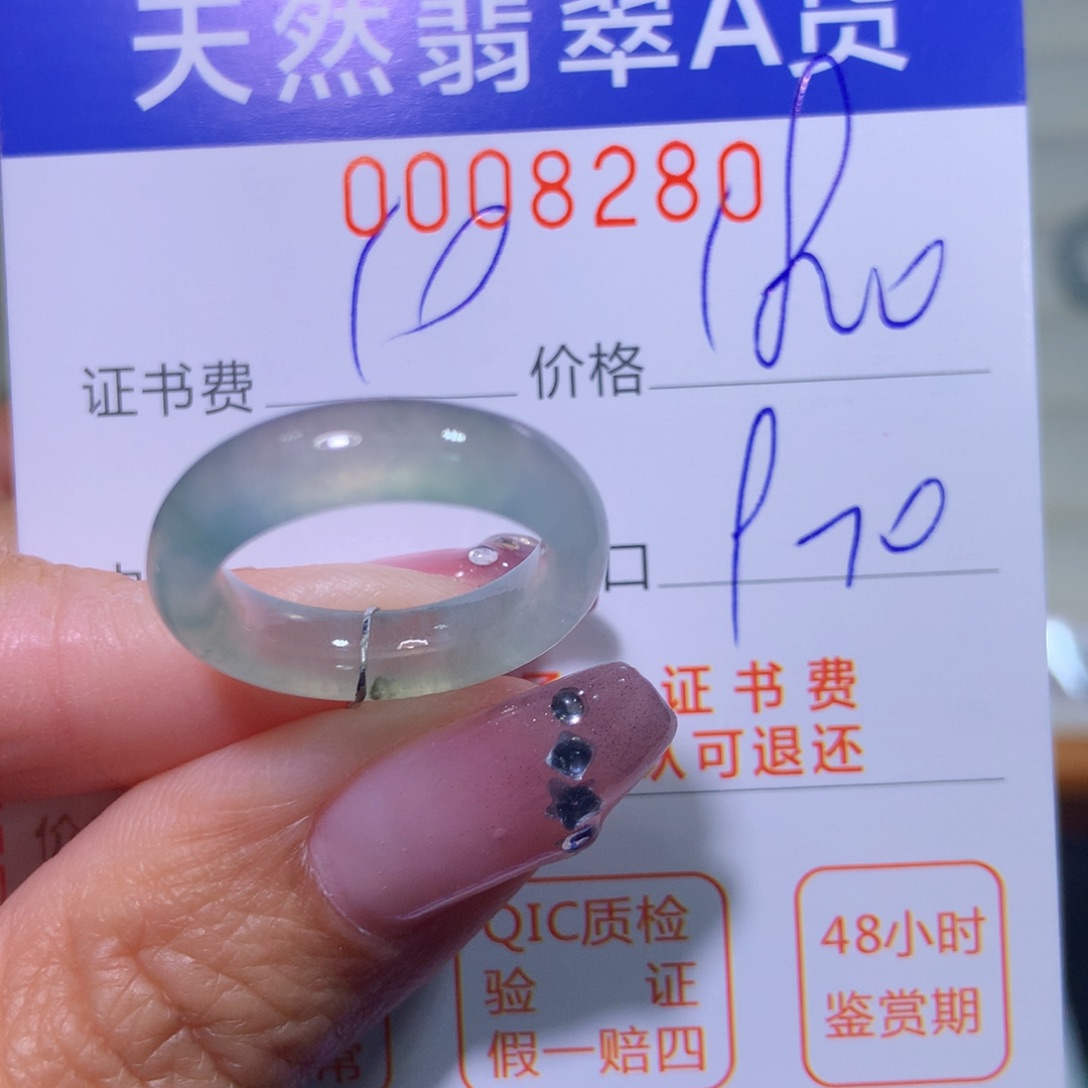 天然翡翠A货
0008280
证书费 10 价格
口 P70
证书费
可退还
QIC质检
验 证
假一赔四
48小时
鉴赏期
常